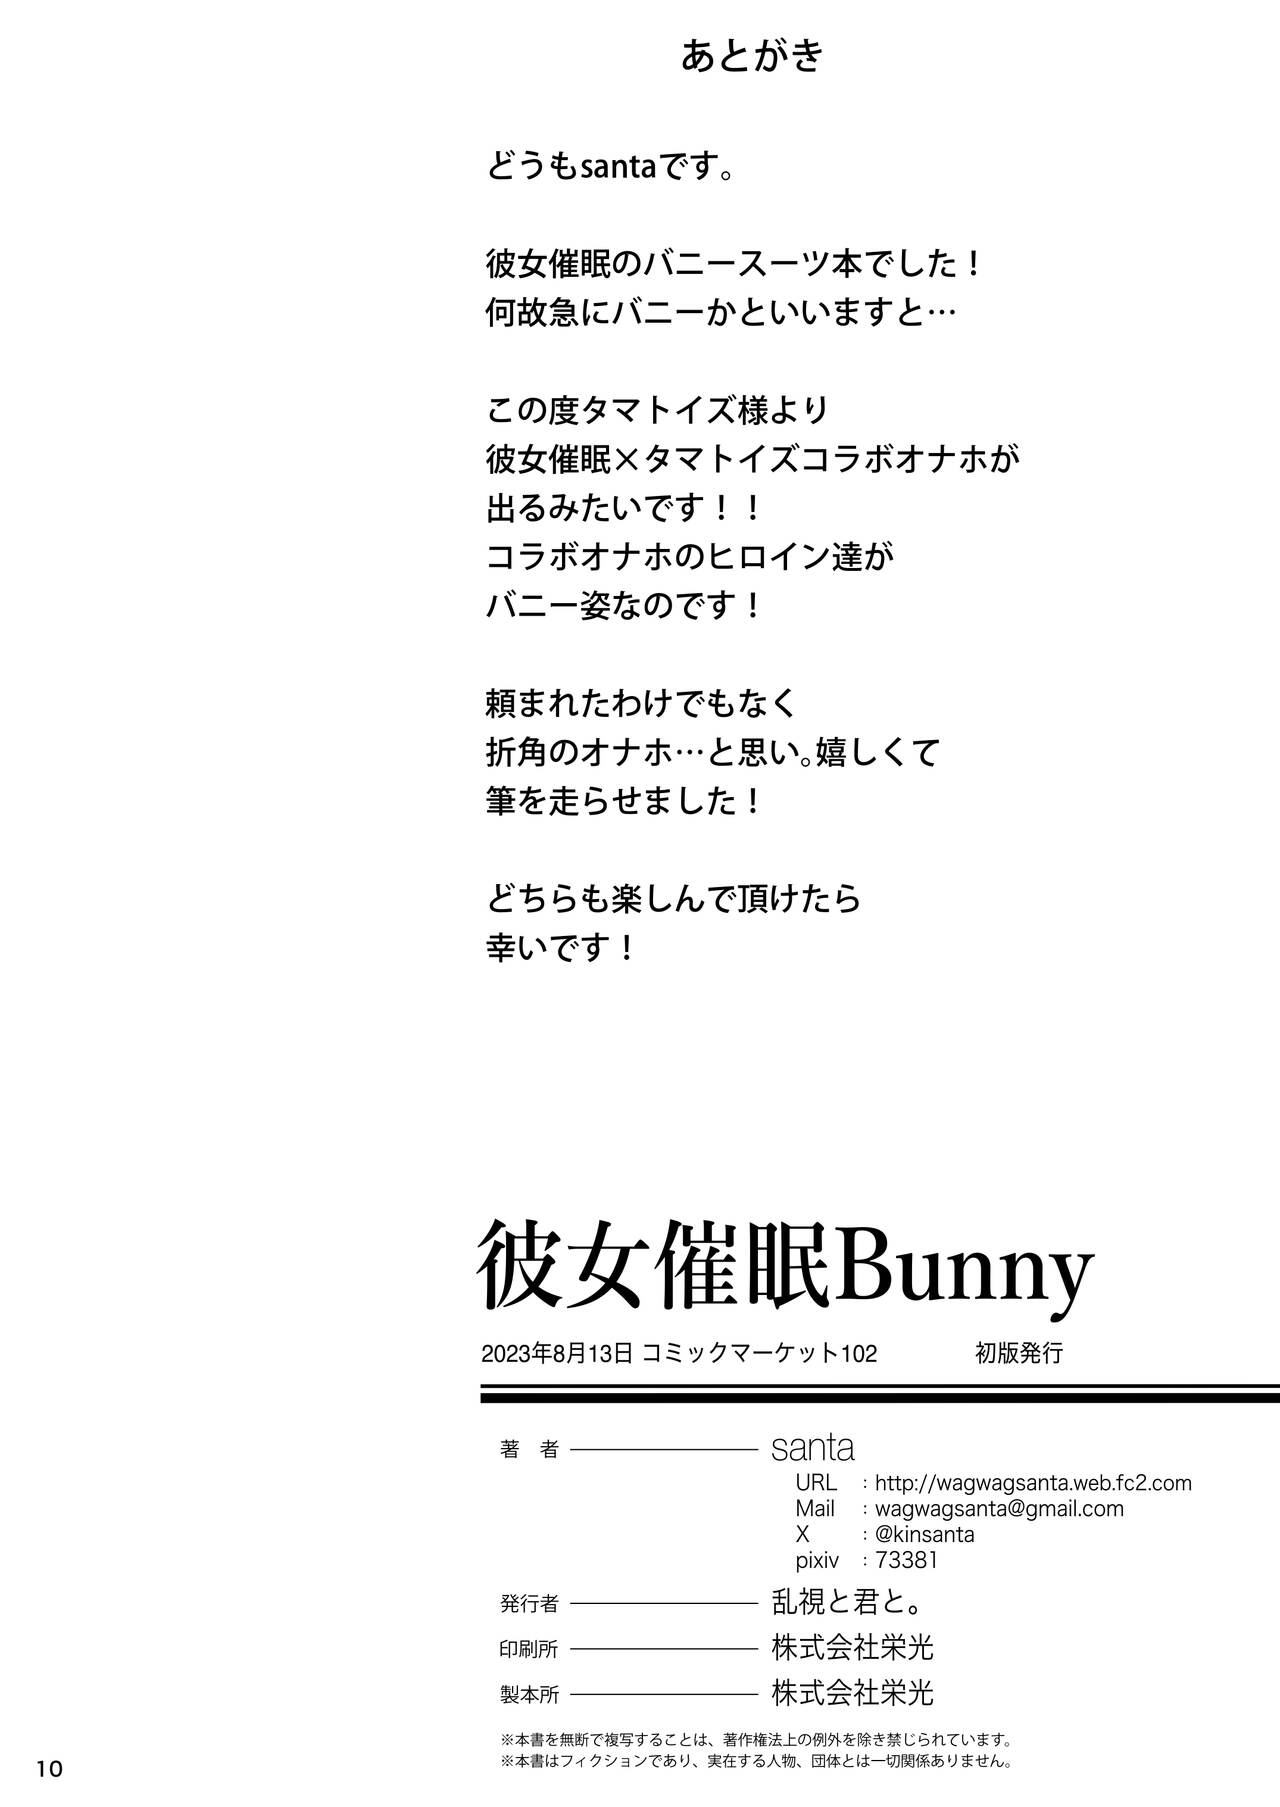 あとがき
どうもsantaです。
彼女催眠のバニースーツ本でした！
何故急にバニーかといいますと…
この度タマトイズ様より
彼女催眠×タマトイズコラボオナホが
出るみたいです！！
コラボオナホのヒロイン達が
バニー姿なのです！
頼まれたわけでもなく
折角のオナホ…と思い。嬉しくて
筆を走らせました！
どちらも楽しんで頂けたら
幸いです！
彼女催眠Bunny
2023年8月13日 コミックマーケット102 初版発行
著　者 santa
URL : http://wagwagsanta.web.fc2.com
Mail : wagwagsanta@gmail.com
X : @kinsanta
pixiv : 73381
発行者 乱視と君と。
印刷所 株式会社栄光
製本所 株式会社栄光
※本書を無断で複写することは、著作権法上の例外を除き禁じられています。
※本書はフィクションであり、実在する人物、団体とは一切関係ありません。
10